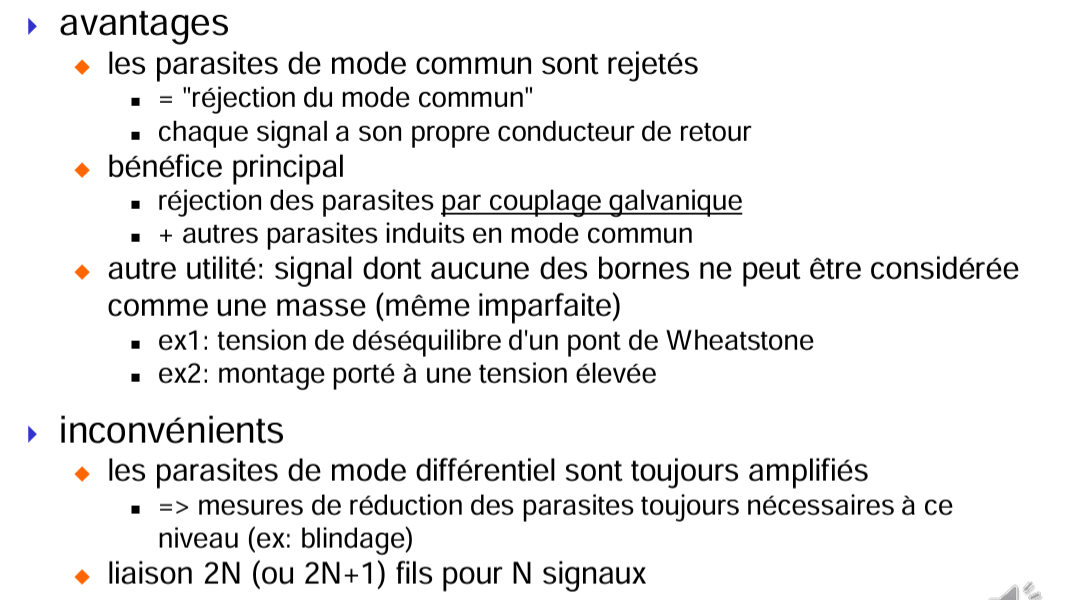 avantages
les parasites de mode commun sont rejetés
= "réjection du mode commun"
chaque signal a son propre conducteur de retour
bénéfice principal
réjection des parasites par couplage galvanique
+ autres parasites induits en mode commun
autre utilité: signal dont aucune des bornes ne peut être considérée
comme une masse (même imparfaite)
ex1: tension de déséquilibre d'un pont de Wheatstone
ex2: montage porté à une tension élevée
inconvénients
les parasites de mode différentiel sont toujours amplifiés
=> mesures de réduction des parasites toujours nécessaires à ce
niveau (ex: blindage)
liaison 2N (ou 2N+1) fils pour N signaux